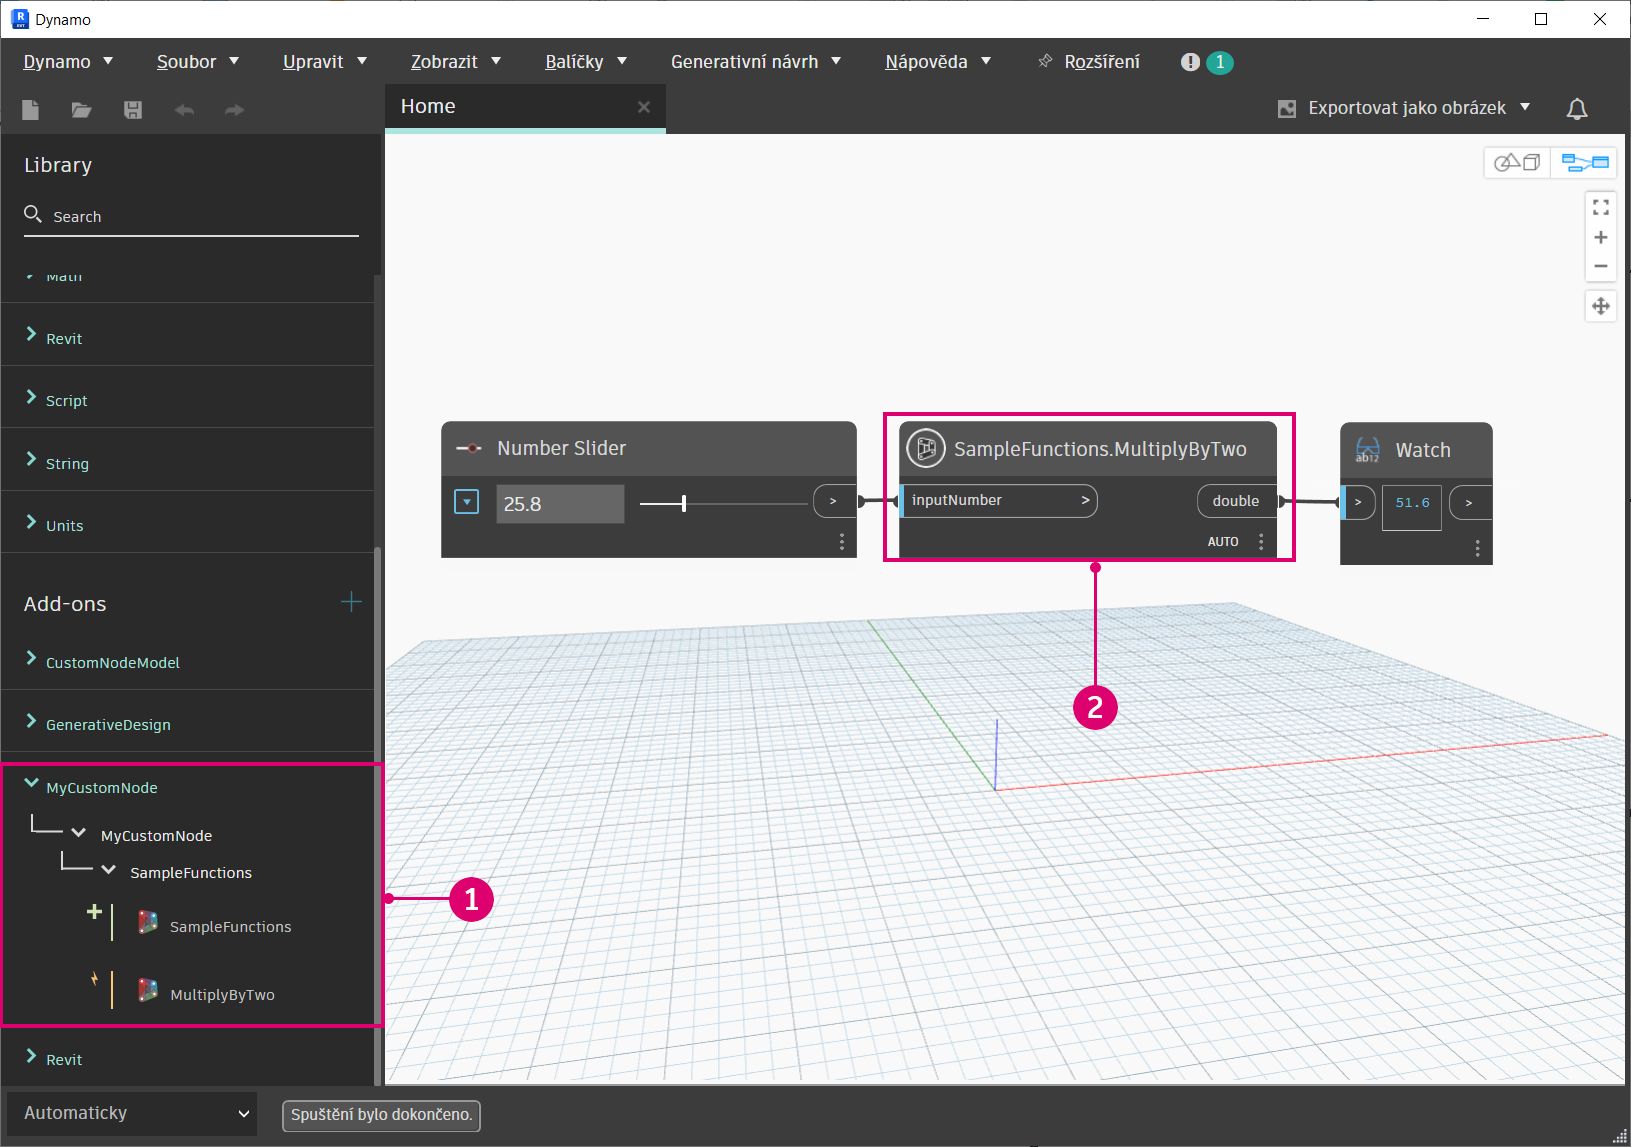 Dynamo
Dynamo Soubor Upravit Zobrazit Balíčky Generativní návrh Nápověda Rozšíření 1
Home
Exportovat jako obrázek
Library
Search
Math
Revit
Script
String
Units
Add-ons
CustomNodeModel
GenerativeDesign
MyCustomNode
MyCustomNode
SampleFunctions
SampleFunctions
MultiplyByTwo
Revit
Number Slider
25.8
>
SampleFunctions.MultiplyByTwo
inputNumber >
double
AUTO
Watch
ab12
> 51.6 >
1
2
Automaticky
Spuštění bylo dokončeno.